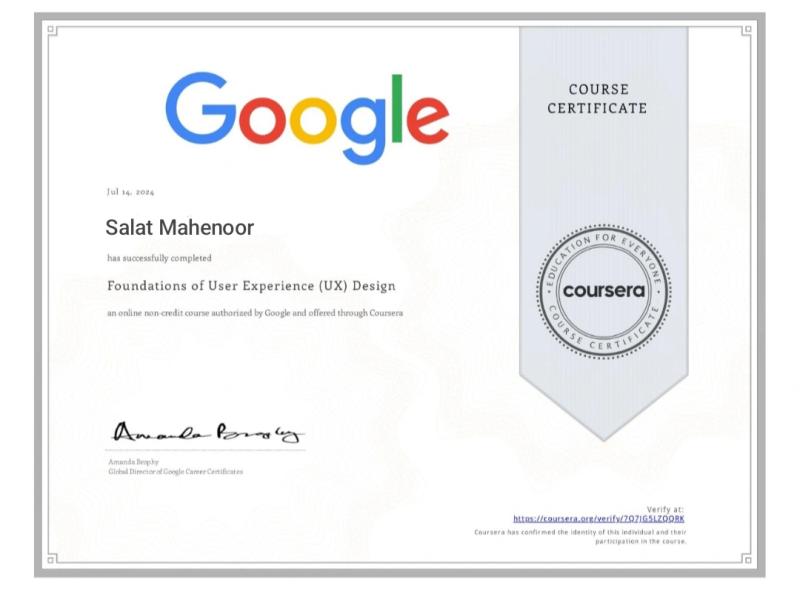 Google
COURSE
CERTIFICATE
Jul 14, 2024
Salat Mahenoor
has successfully completed
Foundations of User Experience (UX) Design
an online non-credit course authorized by Google and offered through Coursera
EDUCATION FOR EVERYONE
coursera
COURSE CERTIFICATE
Amanda Brophy
Amanda Brophy
Global Director of Google Career Certificates
Verify at:
https://coursera.org/verify/7Q7JG5LZQQRK
Coursera has confirmed the identity of this individual and their
participation in the course.